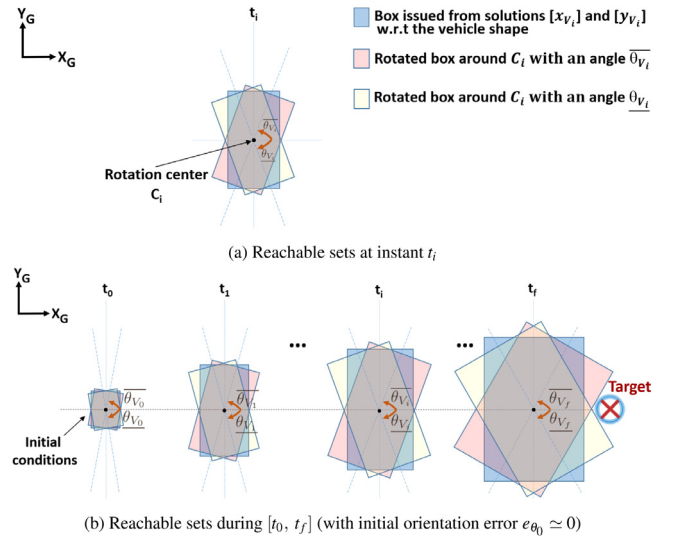 Y_G
X_G
t_i
Box issued from solutions [x_{V_i}] and [y_{V_i}]
w.r.t the vehicle shape
Rotated box around C_i with an angle \overline{θ_{V_i}}
Rotated box around C_i with an angle \underline{θ_{V_i}}
\overline{θ_{V_i}}
\underline{θ_{V_i}}
Rotation center
C_i
(a) Reachable sets at instant t_i
Y_G
X_G
t_0 t_1 t_i t_f
••• •••
\overline{θ_{V_0}} \overline{θ_{V_1}} \overline{θ_{V_i}} \overline{θ_{V_f}}
\underline{θ_{V_0}} \underline{θ_{V_1}} \underline{θ_{V_i}} \underline{θ_{V_f}}
Target
Initial
conditions
(b) Reachable sets during [t_0, t_f] (with initial orientation error e_{θ_0} ≃ 0)